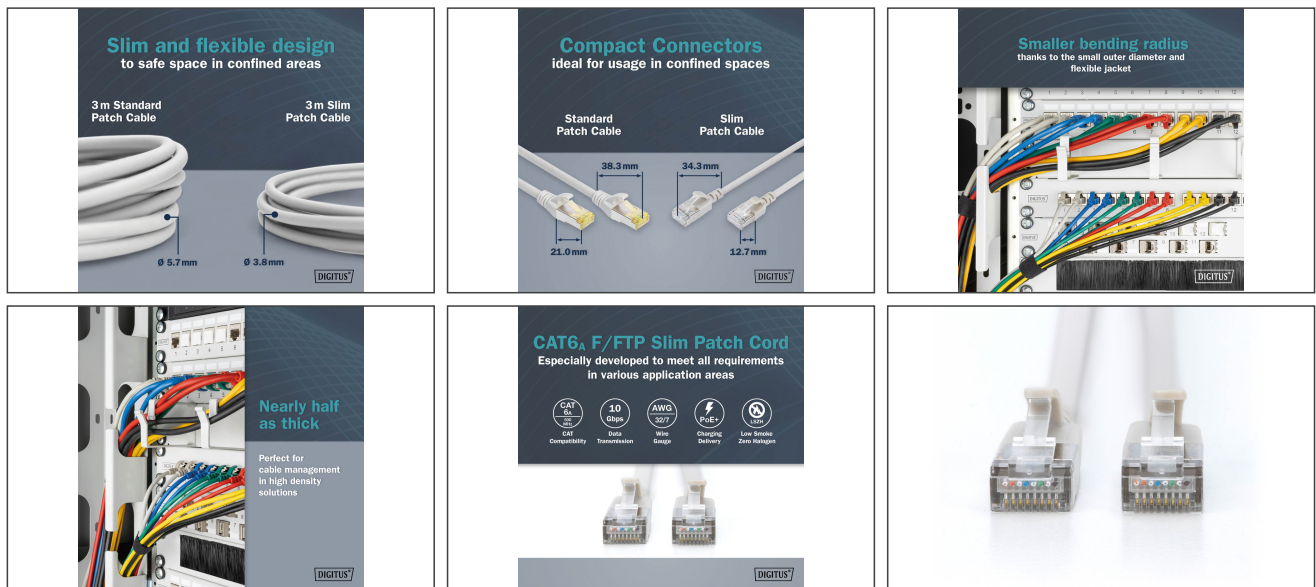 Slim and flexible design
to safe space in confined areas
3 m Standard
Patch Cable
3 m Slim
Patch Cable
Ø 5.7 mm
Ø 3.8 mm
DIGITUS®
Compact Connectors
ideal for usage in confined spaces
Standard
Patch Cable
Slim
Patch Cable
38.3 mm
34.3 mm
21.0 mm
12.7 mm
DIGITUS®
Smaller bending radius
thanks to the small outer diameter and
flexible jacket
DIGITUS®
Nearly half
as thick
Perfect for
cable management
in high density
solutions
DIGITUS®
CAT6A F/FTP Slim Patch Cord
Especially developed to meet all requirements
in various application areas
CAT
6A
500
MHz
CAT
Compatibility
10
Gbps
Data
Transmission
AWG
32/7
Wire
Gauge
PoE+
Charging
Delivery
LSZH
Low Smoke
Zero Halogen
DIGITUS®